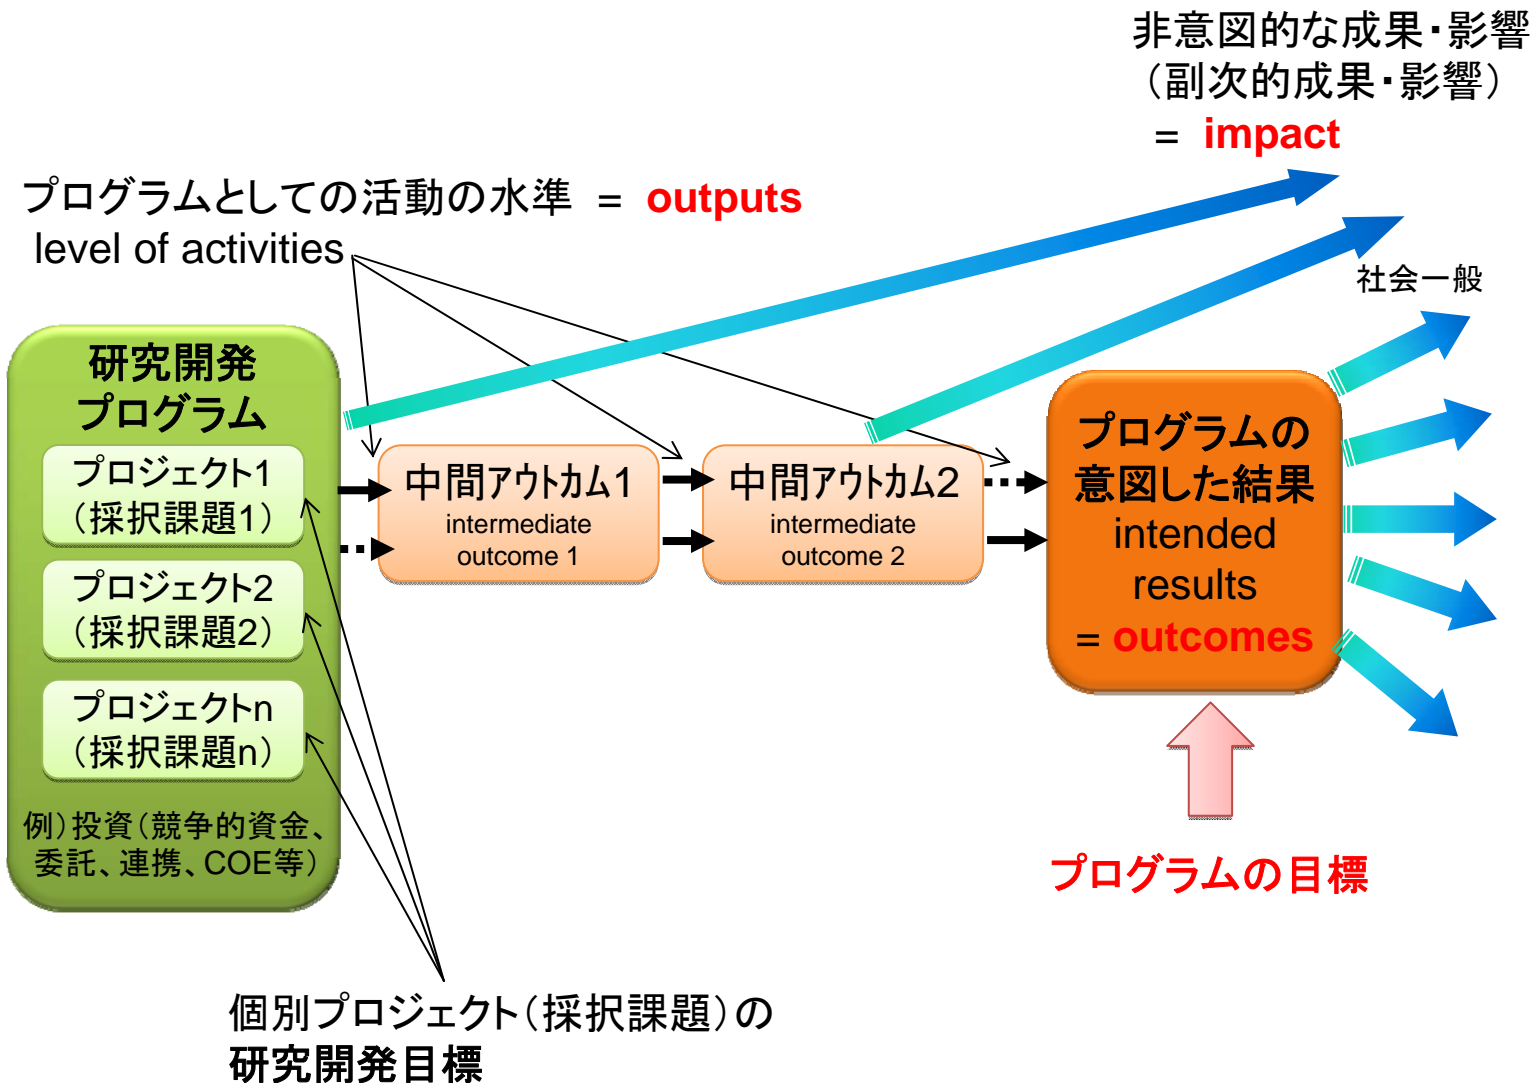 非意図的な成果・影響
（副次的成果・影響）
= impact
プログラムとしての活動の水準 = outputs
level of activities
社会一般
研究開発
プログラム
プロジェクト1
（採択課題1）
プロジェクト2
（採択課題2）
プロジェクトn
（採択課題n）
例）投資（競争的資金、
委託、連携、COE等）
中間アウトカム1
intermediate
outcome 1
中間アウトカム2
intermediate
outcome 2
プログラムの
意図した結果
intended
results
= outcomes
プログラムの目標
個別プロジェクト（採択課題）の
研究開発目標